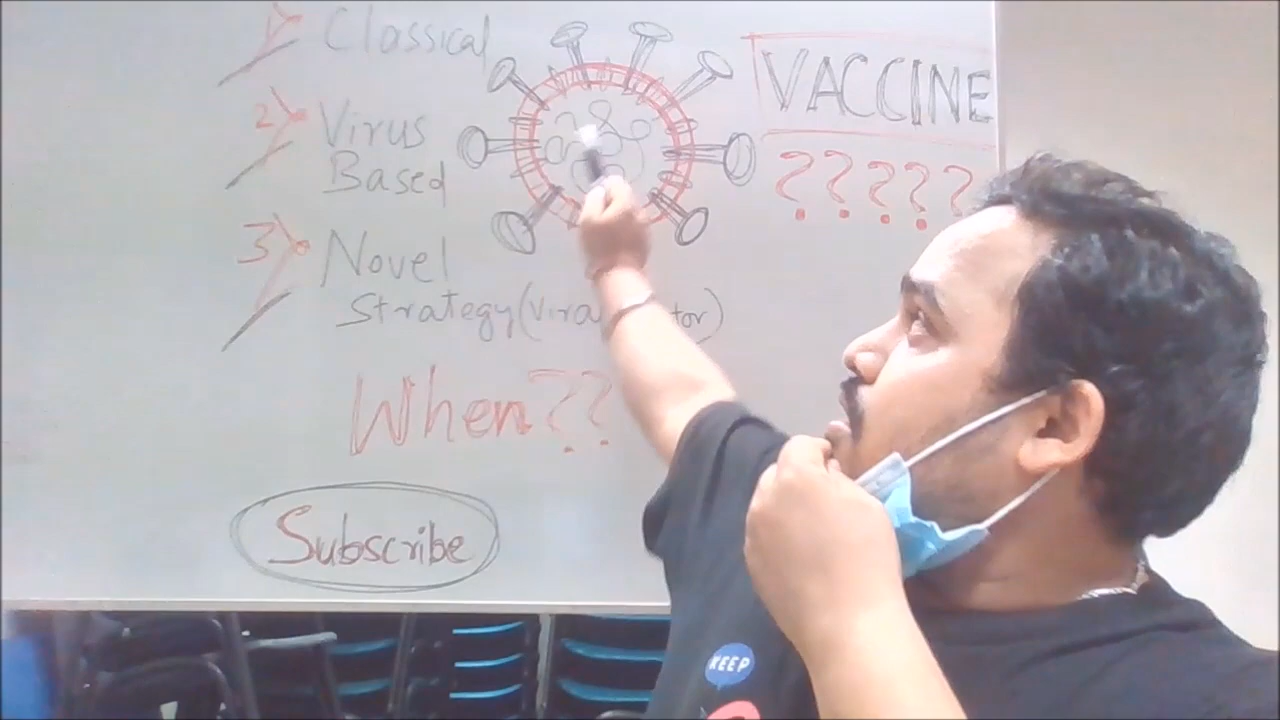 1) Classical
2) Virus
Based
3) Novel
Strategy (Vira tor)
When ??
Subscribe
VACCINE
?????
KEEP